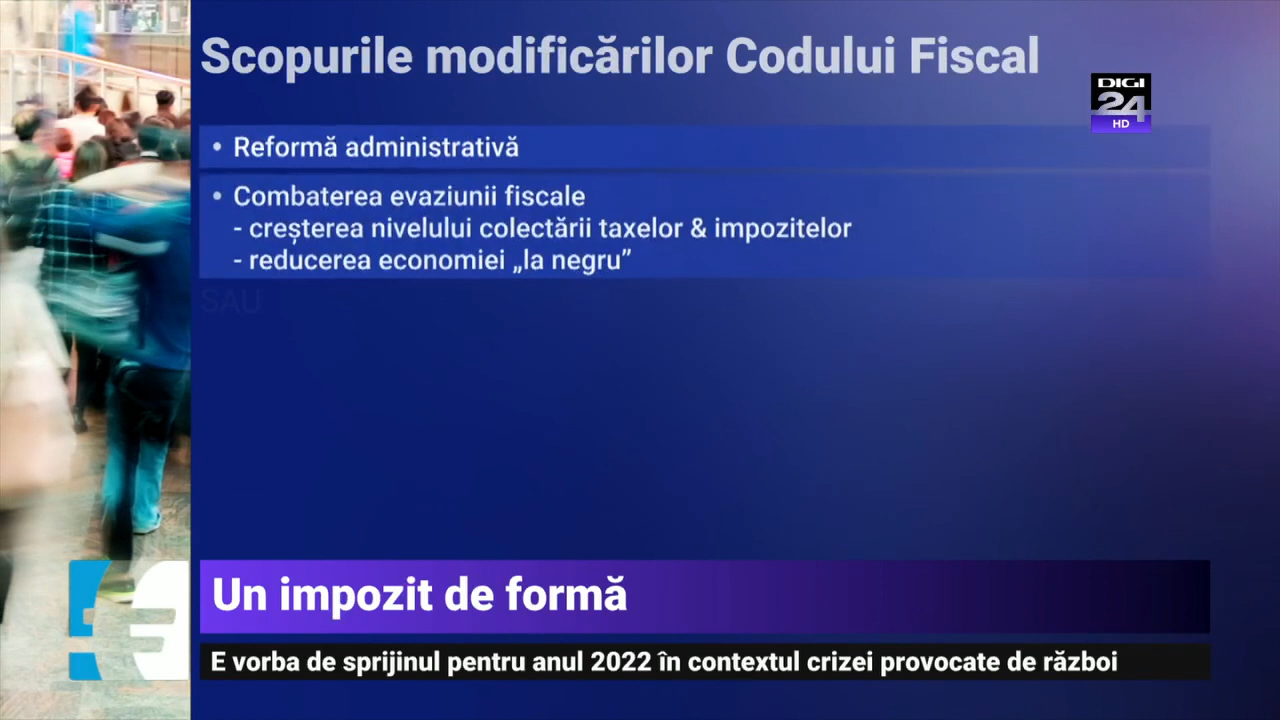 Scopurile modificărilor Codului Fiscal
DIGI
24
HD
• Reformă administrativă
• Combaterea evaziunii fiscale
- creșterea nivelului colectării taxelor & impozitelor
- reducerea economiei „la negru”
SAU
Un impozit de formă
E vorba de sprijinul pentru anul 2022 în contextul crizei provocate de război